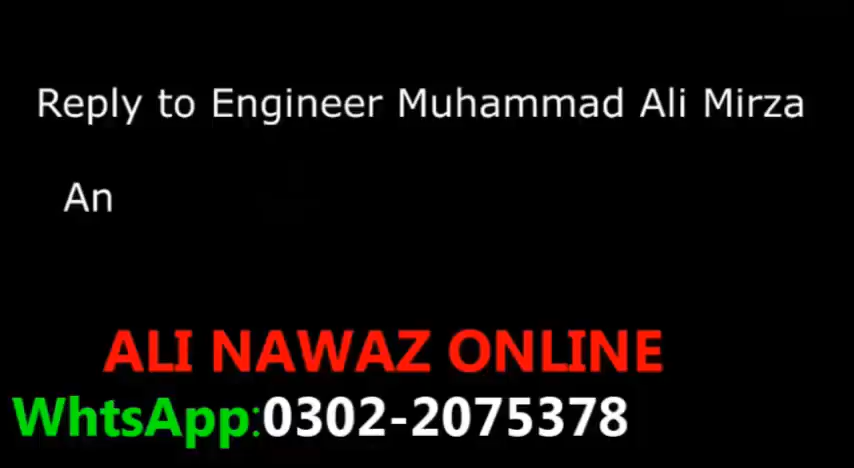 Reply to Engineer Muhammad Ali Mirza
An
ALI NAWAZ ONLINE
WhtsApp:0302-2075378